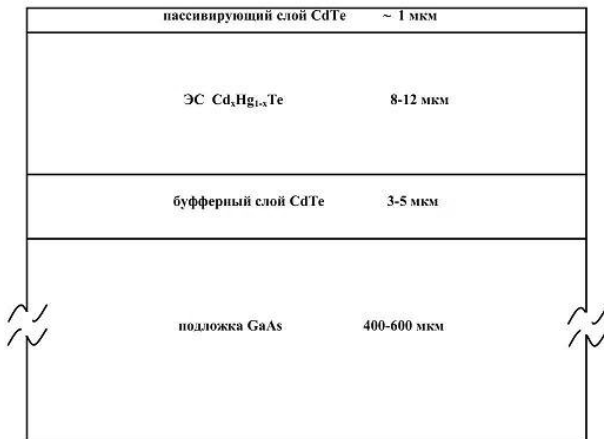 пассивирующий слой CdTe ~ 1 мкм
ЭС CdₓHg₁₋ₓTe 8-12 мкм
буфферный слой CdTe 3-5 мкм
подложка GaAs 400-600 мкм